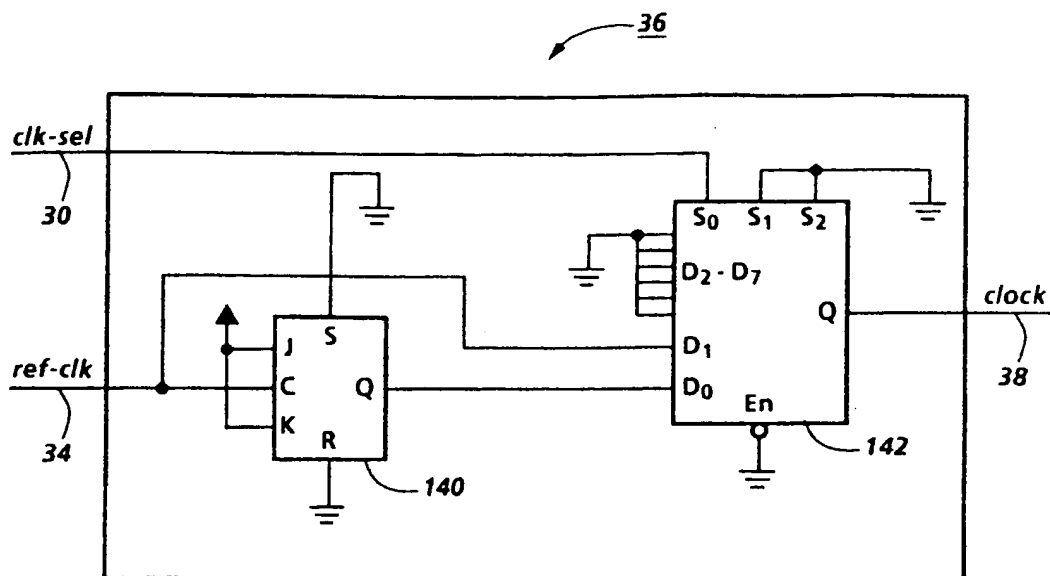 36
clk-sel
30
S₀ S₁ S₂
D₂ - D₇
clock
Q
38
S
J
D₁
ref-clk
C
Q
D₀
34
K
En
R
142
140